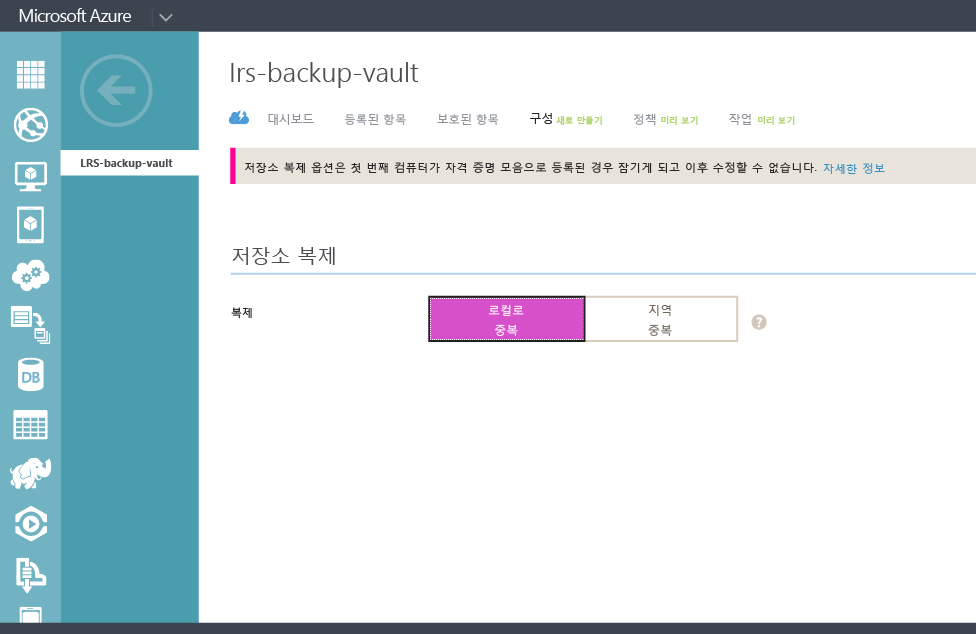 Microsoft Azure
lrs-backup-vault
대시보드 등록된 항목 보호된 항목 구성 새로 만들기 정책 미리 보기 작업 미리 보기
LRS-backup-vault
저장소 복제 옵션은 첫 번째 컴퓨터가 자격 증명 모음으로 등록된 경우 잠기게 되고 이후 수정할 수 없습니다. 자세한 정보
저장소 복제
복제
로컬로
중복
지역
중복
?
DB